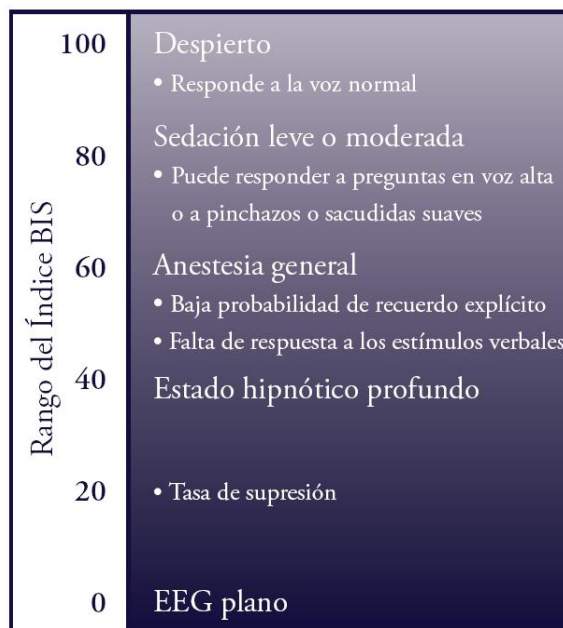 Rango del Índice BIS
100
Despierto
• Responde a la voz normal
80
Sedación leve o moderada
• Puede responder a preguntas en voz alta
o a pinchazos o sacudidas suaves
60
Anestesia general
• Baja probabilidad de recuerdo explícito
• Falta de respuesta a los estímulos verbales
40
Estado hipnótico profundo
20
• Tasa de supresión
0
EEG plano